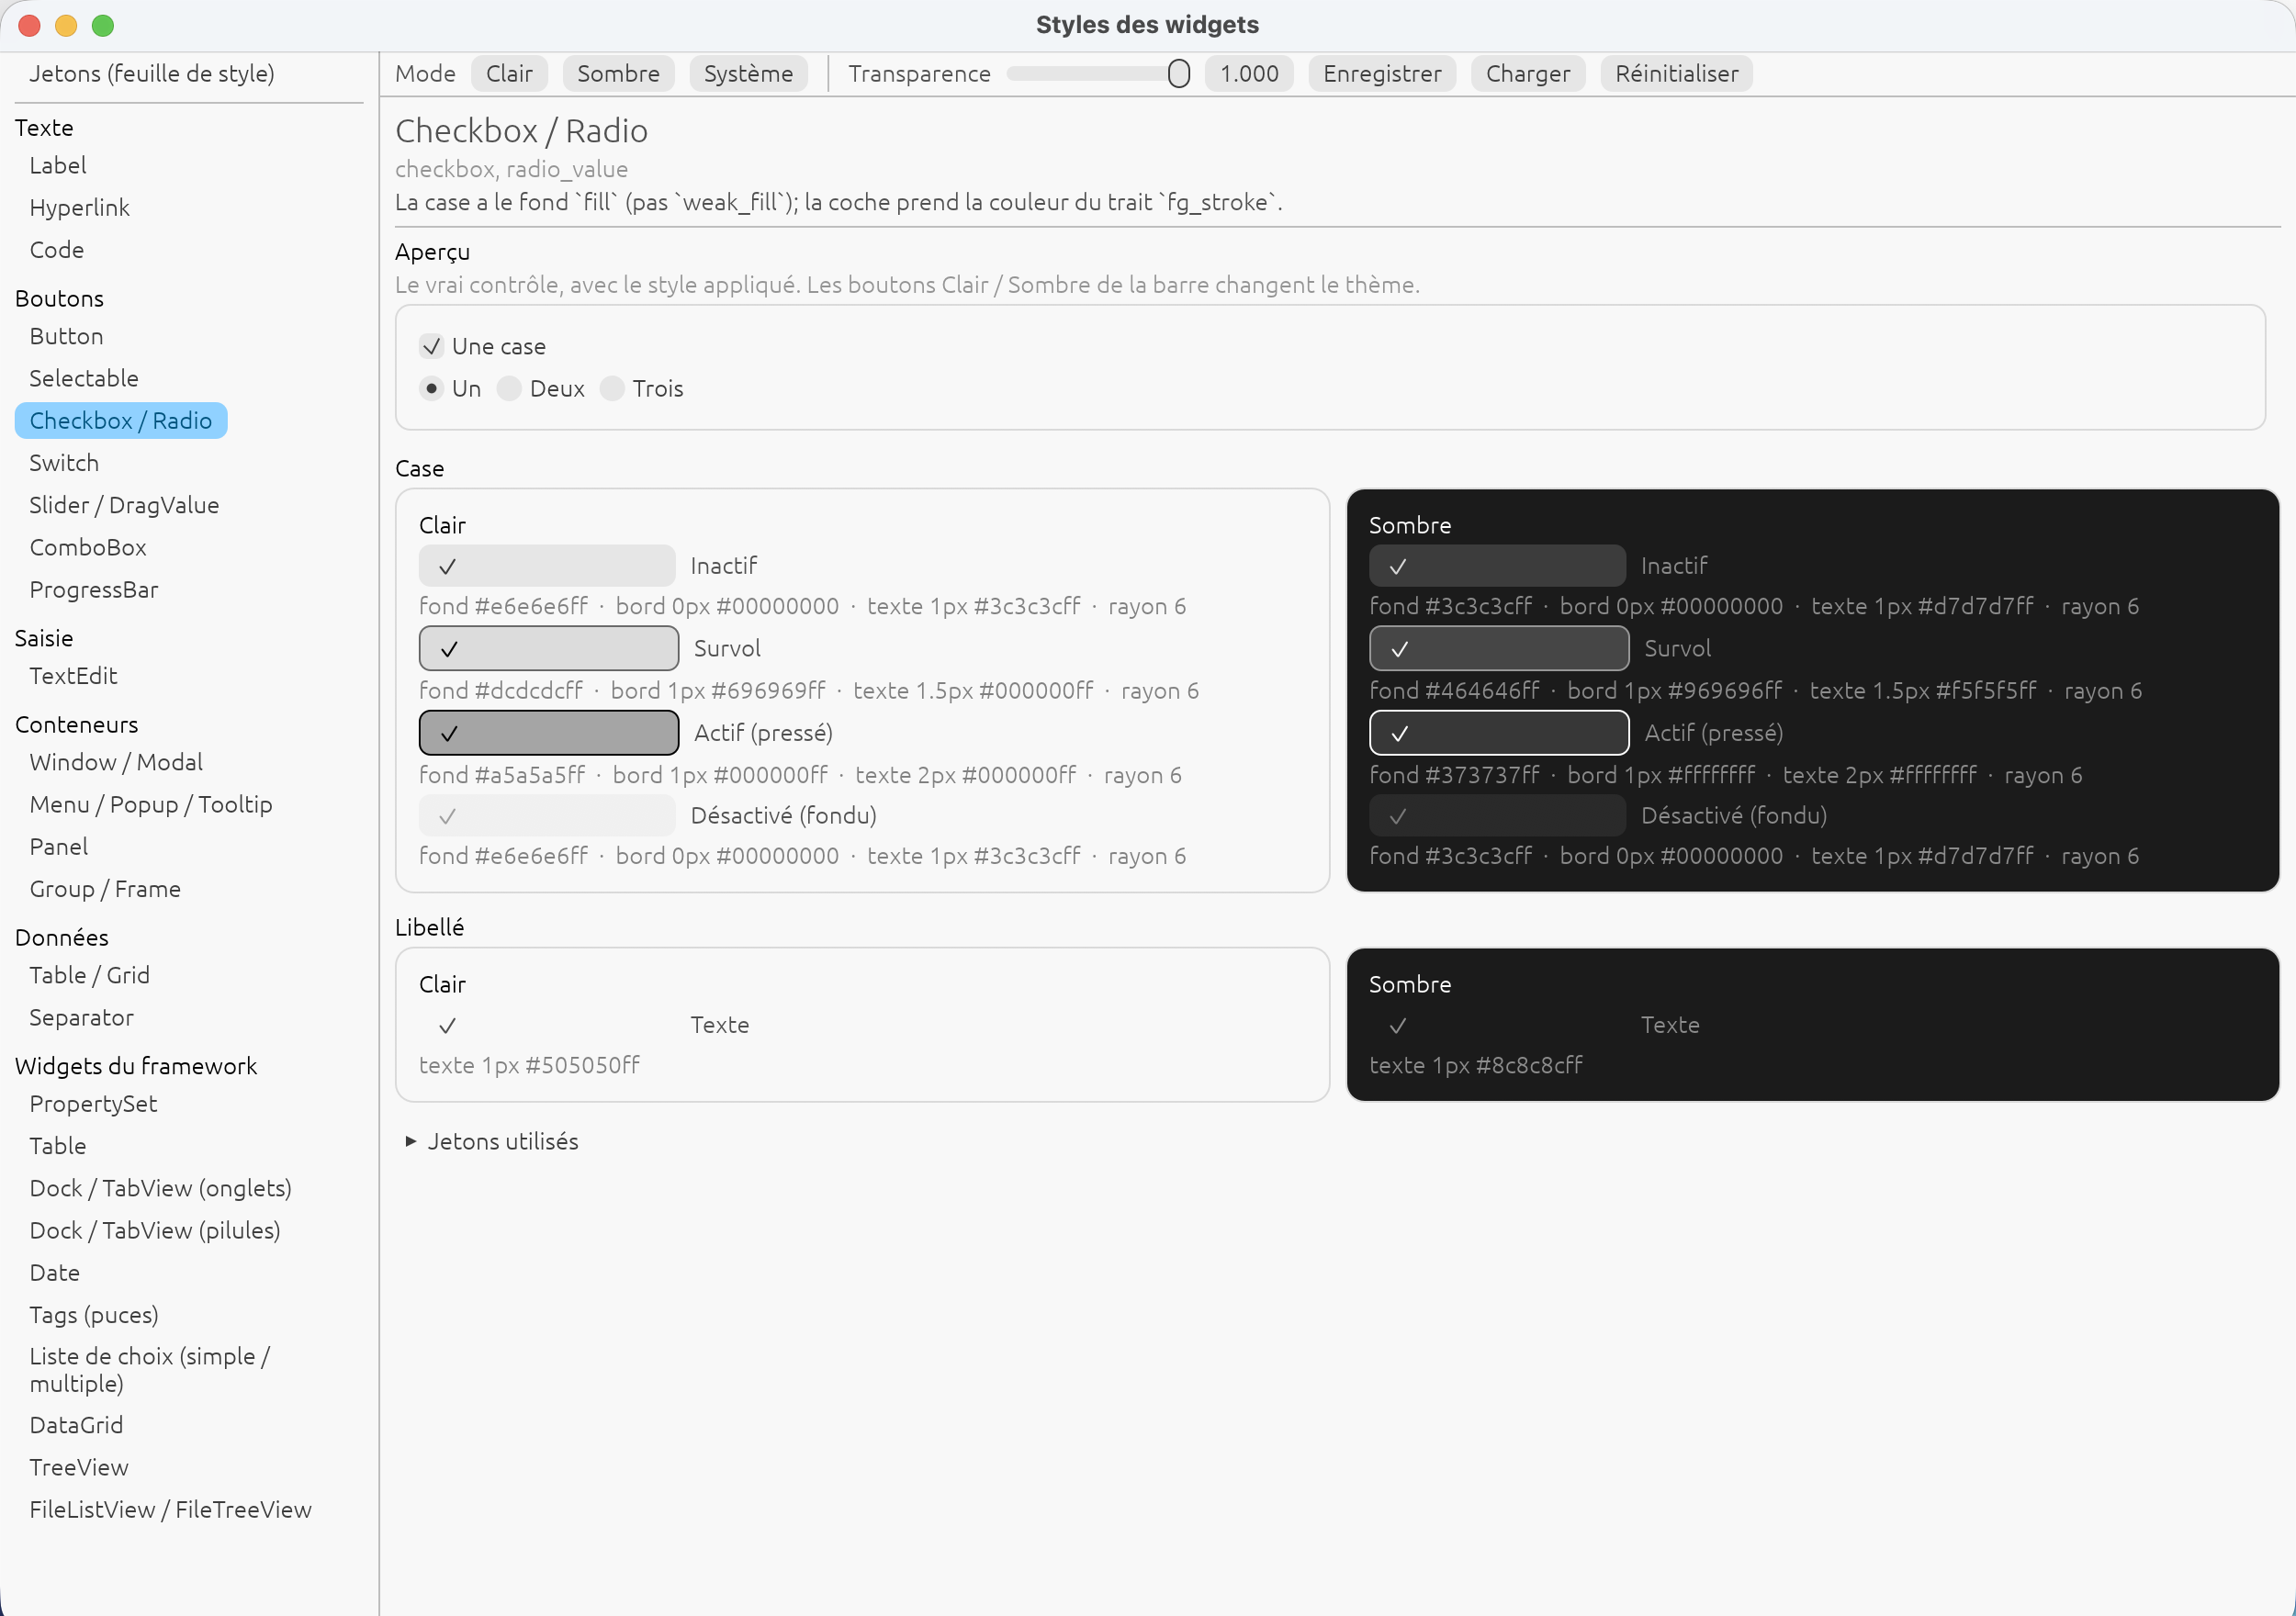 Styles des widgets
Jetons (feuille de style)
Texte
Label
Hyperlink
Code
Boutons
Button
Selectable
Checkbox / Radio
Switch
Slider / DragValue
ComboBox
ProgressBar
Saisie
TextEdit
Conteneurs
Window / Modal
Menu / Popup / Tooltip
Panel
Group / Frame
Données
Table / Grid
Separator
Widgets du framework
PropertySet
Table
Dock / TabView (onglets)
Dock / TabView (pilules)
Date
Tags (puces)
Liste de choix (simple /
multiple)
DataGrid
TreeView
FileListView / FileTreeView
Mode Clair Sombre Système Transparence 1.000 Enregistrer Charger Réinitialiser
Checkbox / Radio
checkbox, radio_value
La case a le fond `fill` (pas `weak_fill`); la coche prend la couleur du trait `fg_stroke`.
Aperçu
Le vrai contrôle, avec le style appliqué. Les boutons Clair / Sombre de la barre changent le thème.
Une case
Un Deux Trois
Case
Clair
Inactif
fond #e6e6e6ff · bord 0px #00000000 · texte 1px #3c3c3cff · rayon 6
Survol
fond #dcdcdcff · bord 1px #696969ff · texte 1.5px #000000ff · rayon 6
Actif (pressé)
fond #a5a5a5ff · bord 1px #000000ff · texte 2px #000000ff · rayon 6
Désactivé (fondu)
fond #e6e6e6ff · bord 0px #00000000 · texte 1px #3c3c3cff · rayon 6
Sombre
Inactif
fond #3c3c3cff · bord 0px #00000000 · texte 1px #d7d7d7ff · rayon 6
Survol
fond #464646ff · bord 1px #969696ff · texte 1.5px #f5f5f5ff · rayon 6
Actif (pressé)
fond #373737ff · bord 1px #ffffffff · texte 2px #ffffffff · rayon 6
Désactivé (fondu)
fond #3c3c3cff · bord 0px #00000000 · texte 1px #d7d7d7ff · rayon 6
Libellé
Clair
Texte
texte 1px #505050ff
Sombre
Texte
texte 1px #8c8c8cff
Jetons utilisés